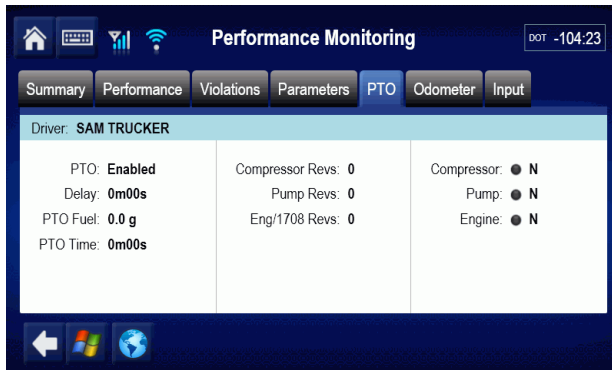 Performance Monitoring
DOT -104:23
Summary Performance Violations Parameters PTO Odometer Input
Driver: SAM TRUCKER
PTO: Enabled Compressor Revs: 0 Compressor: N
Delay: 0m00s Pump Revs: 0 Pump: N
PTO Fuel: 0.0 g Eng/1708 Revs: 0 Engine: N
PTO Time: 0m00s